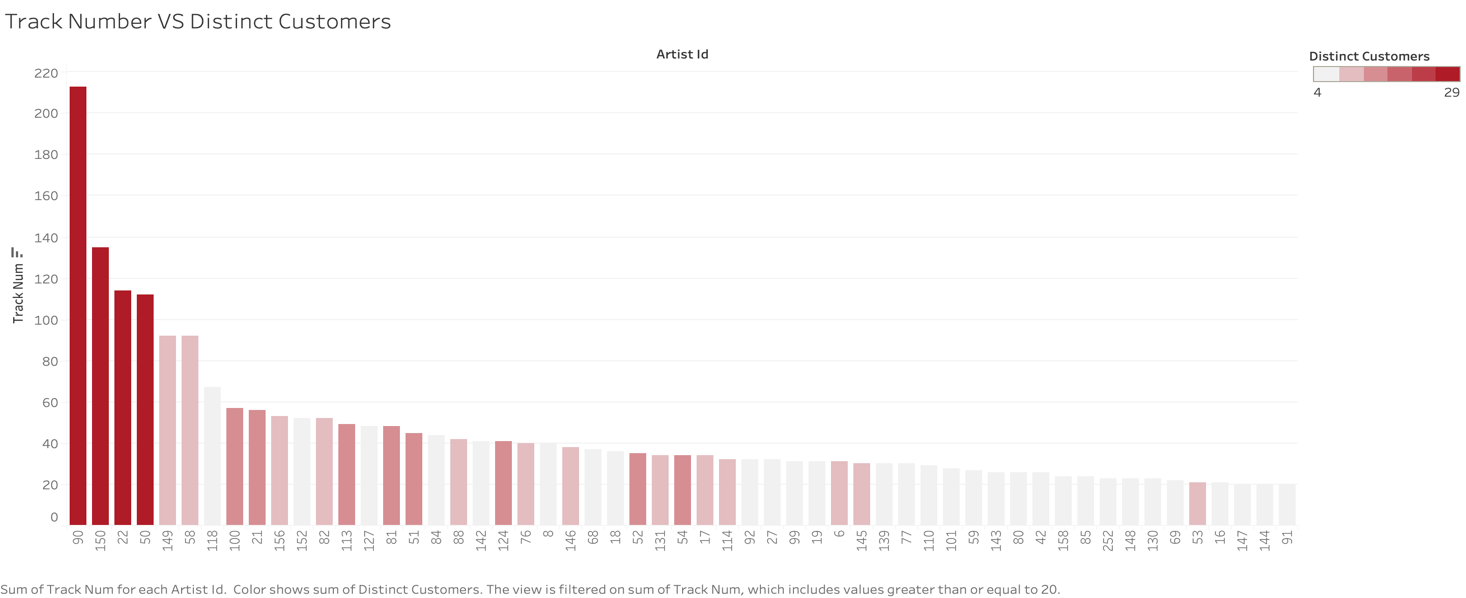 Track Number VS Distinct Customers
Artist Id
Distinct Customers
4 29
Track Num
220
200
180
160
140
120
100
80
60
40
20
0
90 150 22 50 149 58 118 100 21 156 152 82 113 127 81 51 84 88 142 124 76 8 146 68 18 52 131 54 17 114 92 27 99 19 6 145 139 77 110 101 59 143 80 42 158 85 252 148 130 69 53 16 147 144 91
Sum of Track Num for each Artist Id. Color shows sum of Distinct Customers. The view is filtered on sum of Track Num, which includes values greater than or equal to 20.